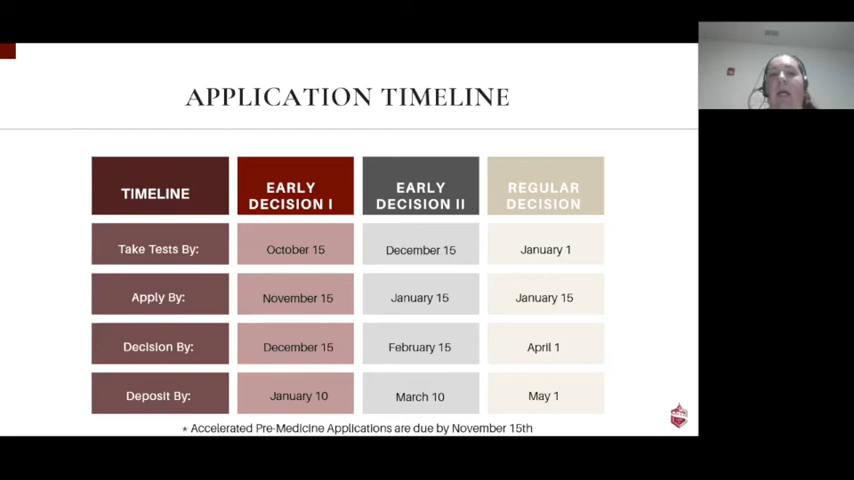 APPLICATION TIMELINE
TIMELINE
EARLY
DECISION I
EARLY
DECISION II
REGULAR
DECISION
Take Tests By:
October 15
December 15
January 1
Apply By:
November 15
January 15
January 15
Decision By:
December 15
February 15
April 1
Deposit By:
January 10
March 10
May 1
* Accelerated Pre-Medicine Applications are due by November 15th